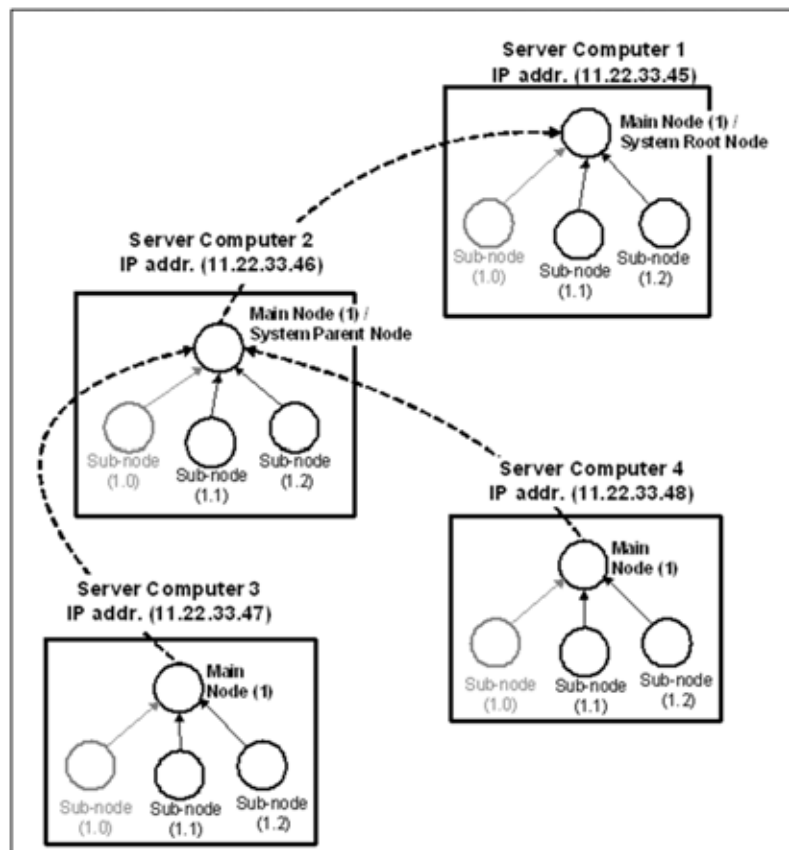 Server Computer 1
IP addr. (11.22.33.45)
Main Node (1) /
System Root Node
Sub-node
(1.0)
Sub-node
(1.1)
Sub-node
(1.2)
Server Computer 2
IP addr. (11.22.33.46)
Main Node (1) /
System Parent Node
Sub-node
(1.0)
Sub-node
(1.1)
Sub-node
(1.2)
Server Computer 4
IP addr. (11.22.33.48)
Main
Node (1)
Sub-node
(1.0)
Sub-node
(1.1)
Sub-node
(1.2)
Server Computer 3
IP addr. (11.22.33.47)
Main
Node (1)
Sub-node
(1.0)
Sub-node
(1.1)
Sub-node
(1.2)